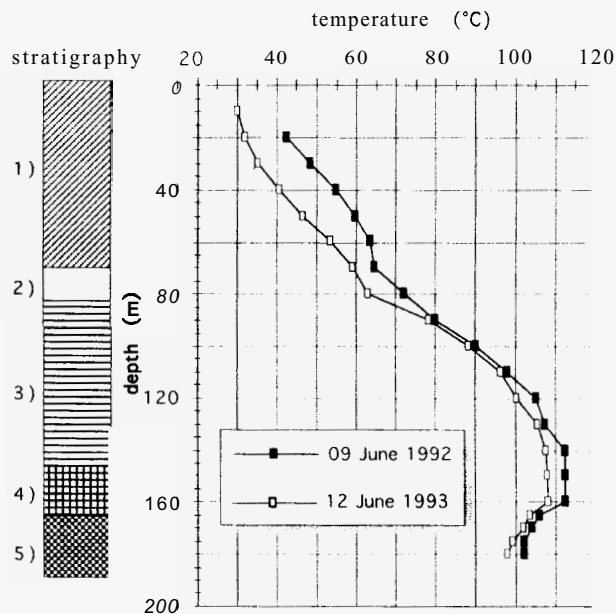 temperature (°C)
stratigraphy
20 40 60 80 100 120
0
40
80
120
160
200
depth (m)
1)
2)
3)
4)
5)
09 June 1992
12 June 1993